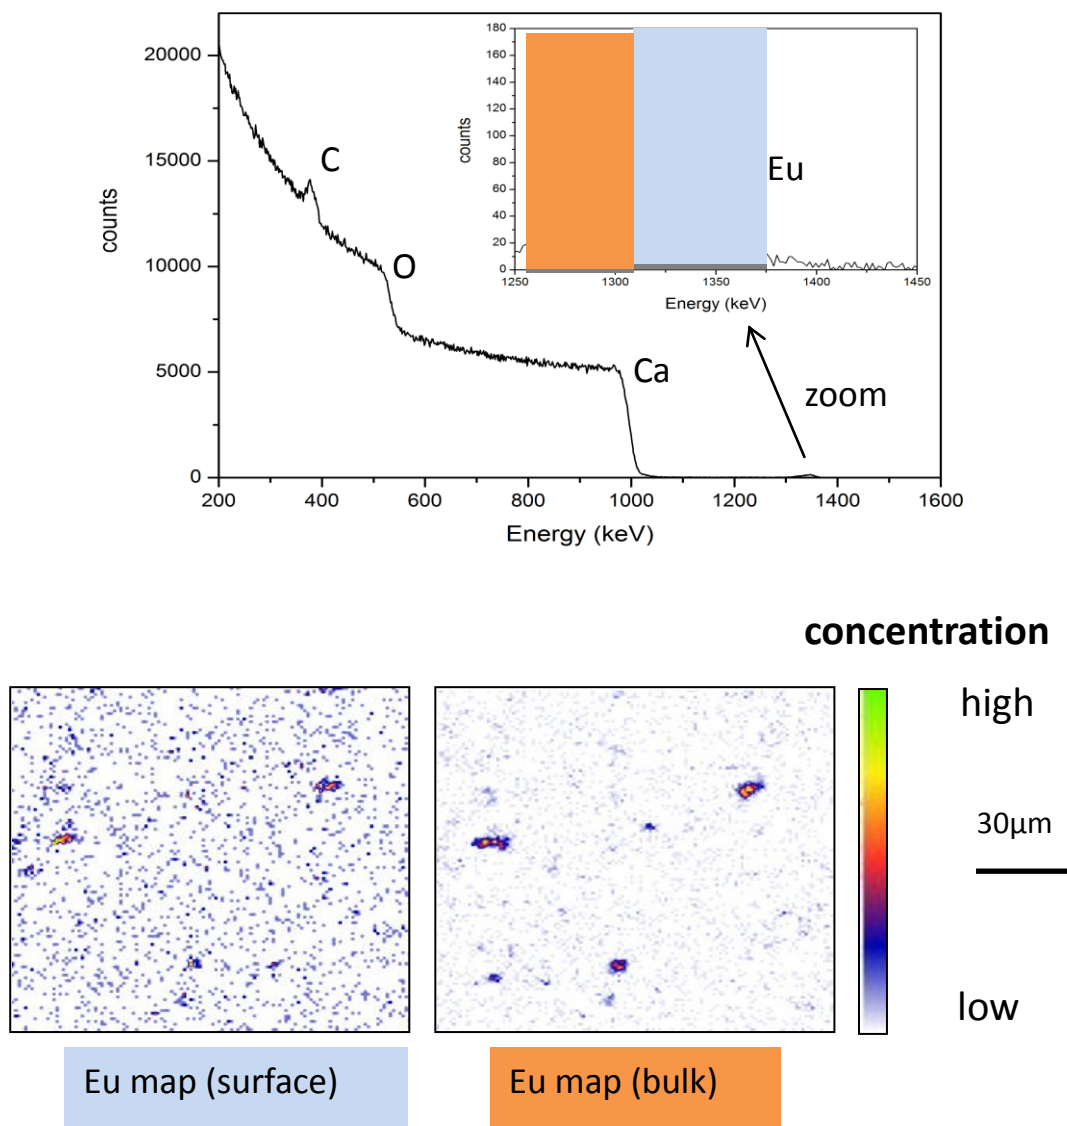 20000
15000
10000
5000
0
counts
200
400
600
800
1000
1200
1400
1600
Energy (keV)
C
O
Ca
zoom
180
160
140
120
100
80
60
40
20
0
counts
1250
1300
1350
1400
1450
Energy (keV)
Eu
concentration
high
30µm
low
Eu map (surface)
Eu map (bulk)